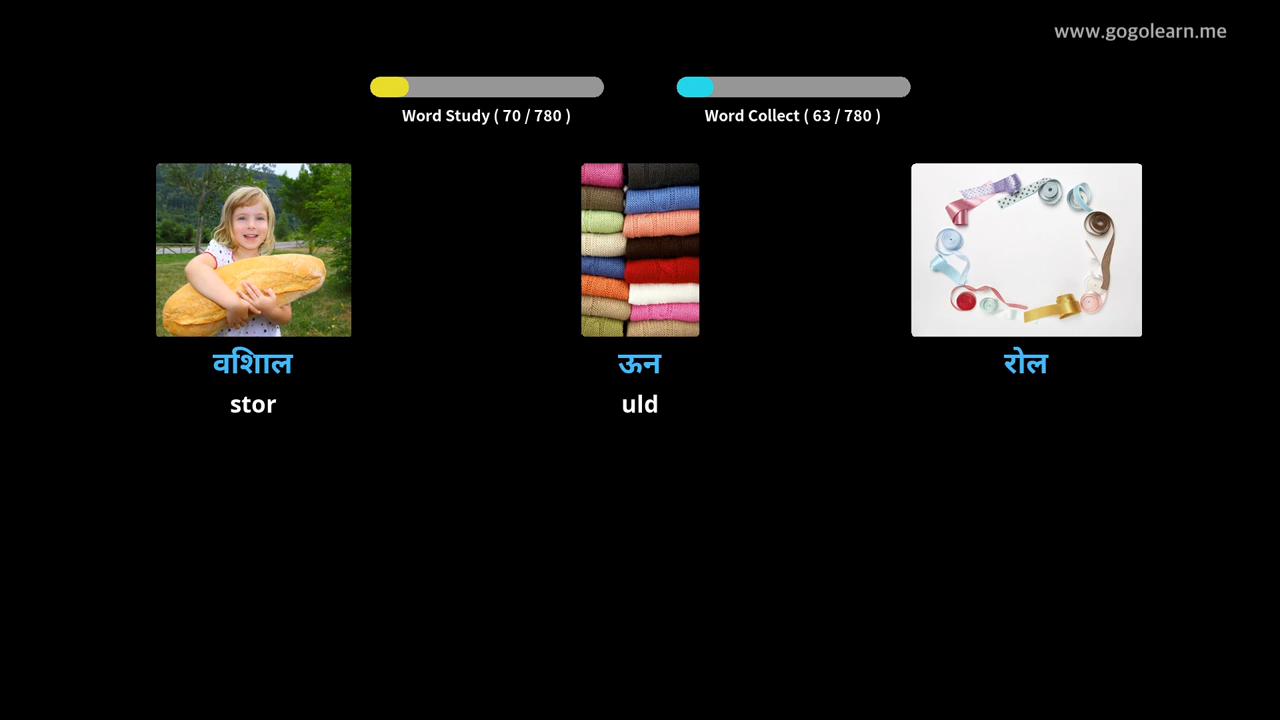 www.gogolearn.me
Word Study ( 70 / 780 )
Word Collect ( 63 / 780 )
वशिाल
stor
ऊन
uld
रोल